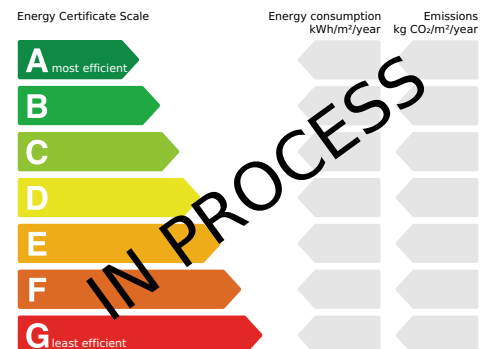 Energy Certificate Scale
Energy consumption
kWh/m²/year
Emissions
kg CO₂/m²/year
A most efficient
B
C
D
E
F
G least efficient
IN PROCESS